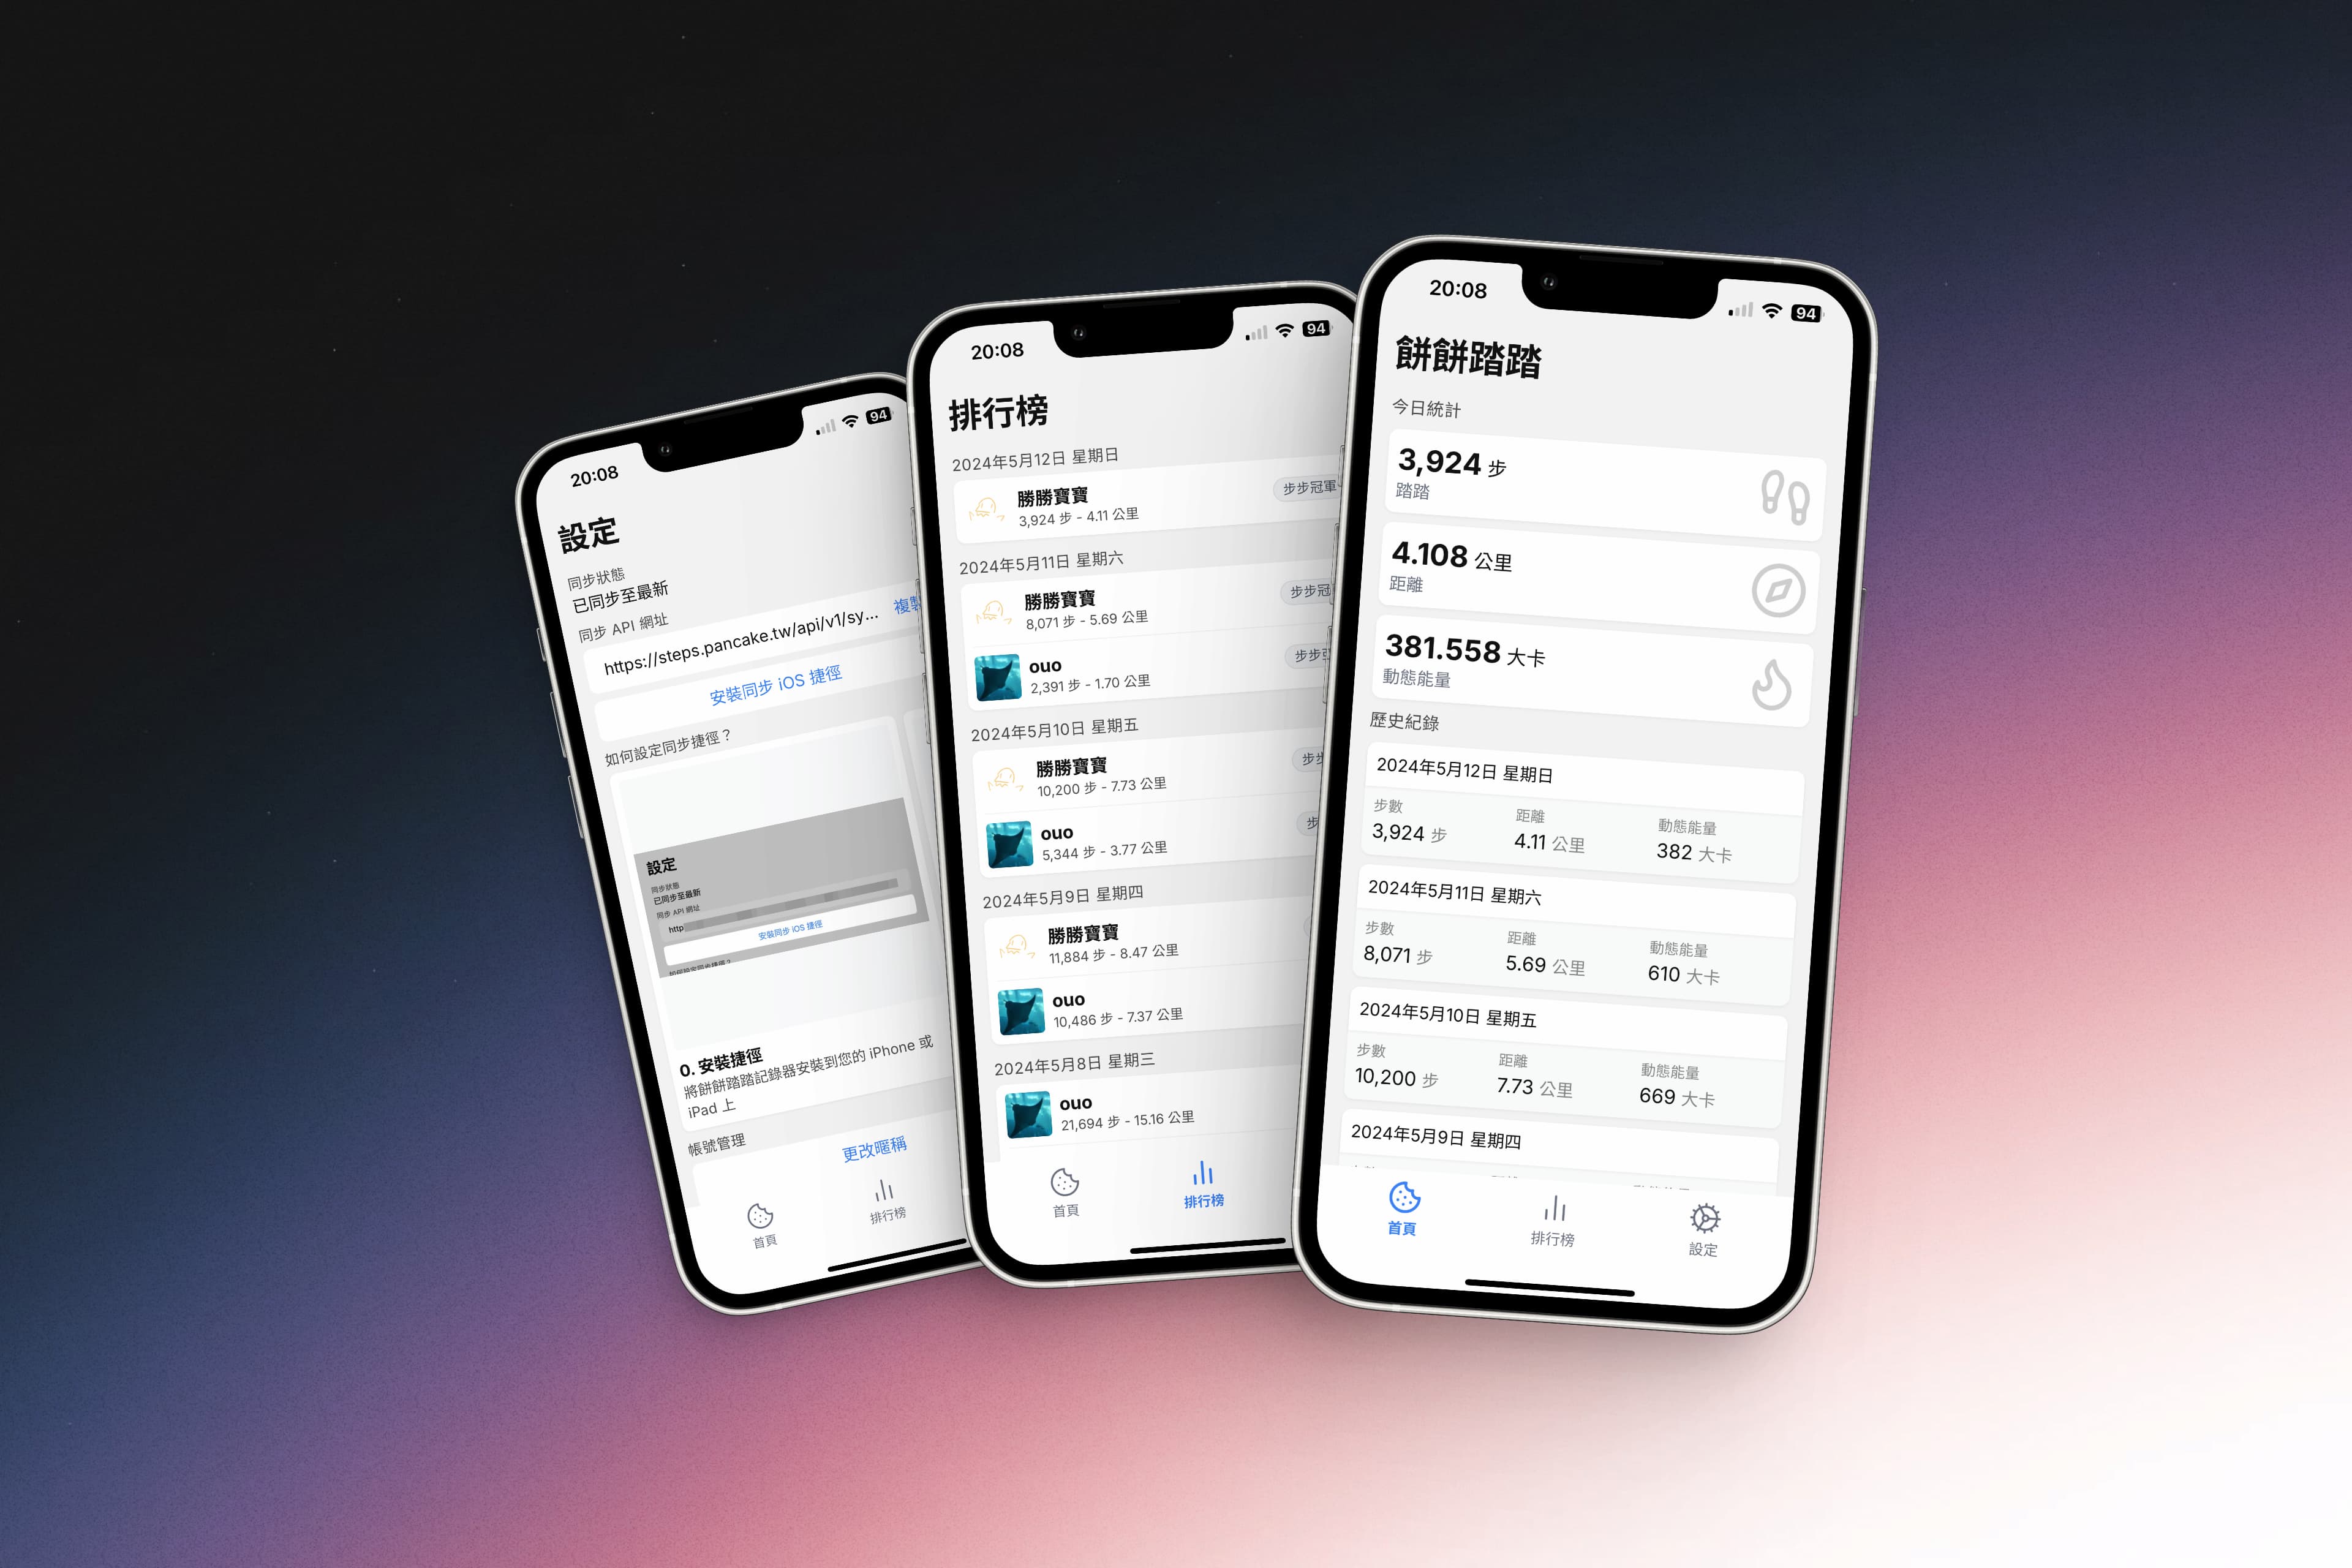 20:08
94
設定
同步狀態
已同步至最新
同步 API 網址
https://steps.pancake.tw/api/v1/sy...
安裝同步 iOS 捷徑
如何設定同步捷徑？
設定
同步狀態
已同步至最新
同步 API 網址
http
安裝同步 iOS 捷徑
如何設定同步捷徑？
0. 安裝捷徑
將餅餅踏踏記錄器安裝到您的 iPhone 或
iPad 上
帳號管理
更改暱稱
首頁
排行榜
20:08
94
排行榜
2024年5月12日 星期日
勝勝寶寶
步步冠軍
3,924 步 - 4.11 公里
2024年5月11日 星期六
勝勝寶寶
步步冠
8,071 步 - 5.69 公里
ouo
步步
2,391 步 - 1.70 公里
2024年5月10日 星期五
勝勝寶寶
步步
10,200 步 - 7.73 公里
ouo
步
5,344 步 - 3.77 公里
2024年5月9日 星期四
勝勝寶寶
11,884 步 - 8.47 公里
ouo
10,486 步 - 7.37 公里
2024年5月8日 星期三
ouo
21,694 步 - 15.16 公里
首頁
排行榜
20:08
94
餅餅踏踏
今日統計
3,924 步
踏踏
4.108 公里
距離
381.558 大卡
動態能量
歷史紀錄
2024年5月12日 星期日
步數 距離 動態能量
3,924 步 4.11 公里 382 大卡
2024年5月11日 星期六
步數 距離 動態能量
8,071 步 5.69 公里 610 大卡
2024年5月10日 星期五
步數 距離 動態能量
10,200 步 7.73 公里 669 大卡
2024年5月9日 星期四
首頁
排行榜
設定